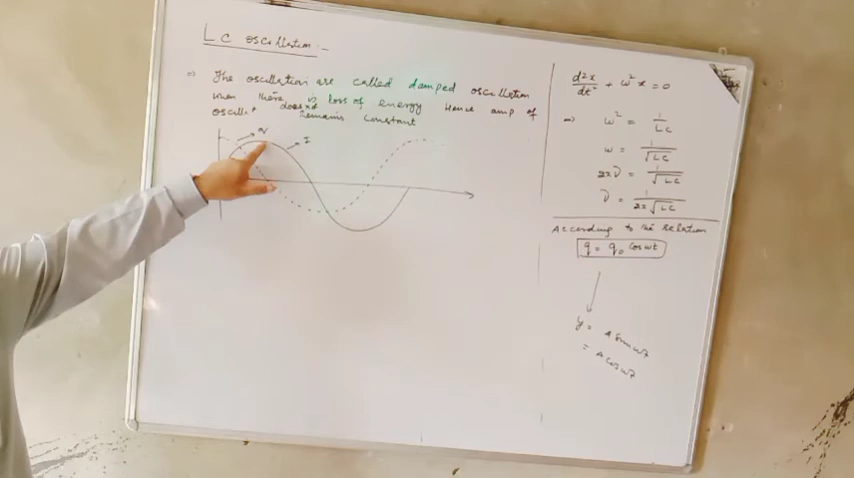 LC oscillation :-
⇒ The oscillation are called damped oscillation
when there is loss of energy Hence amp of
oscillat° does't remains constant
V
I
d²x/dt² + ω²x = 0
⇒ ω² = 1/LC
ω = 1/√LC
2πν = 1/√LC
ν = 1/2π√LC
According to the relation
q = q₀ cos ωt
y = A sin ωt
= A cos ωt